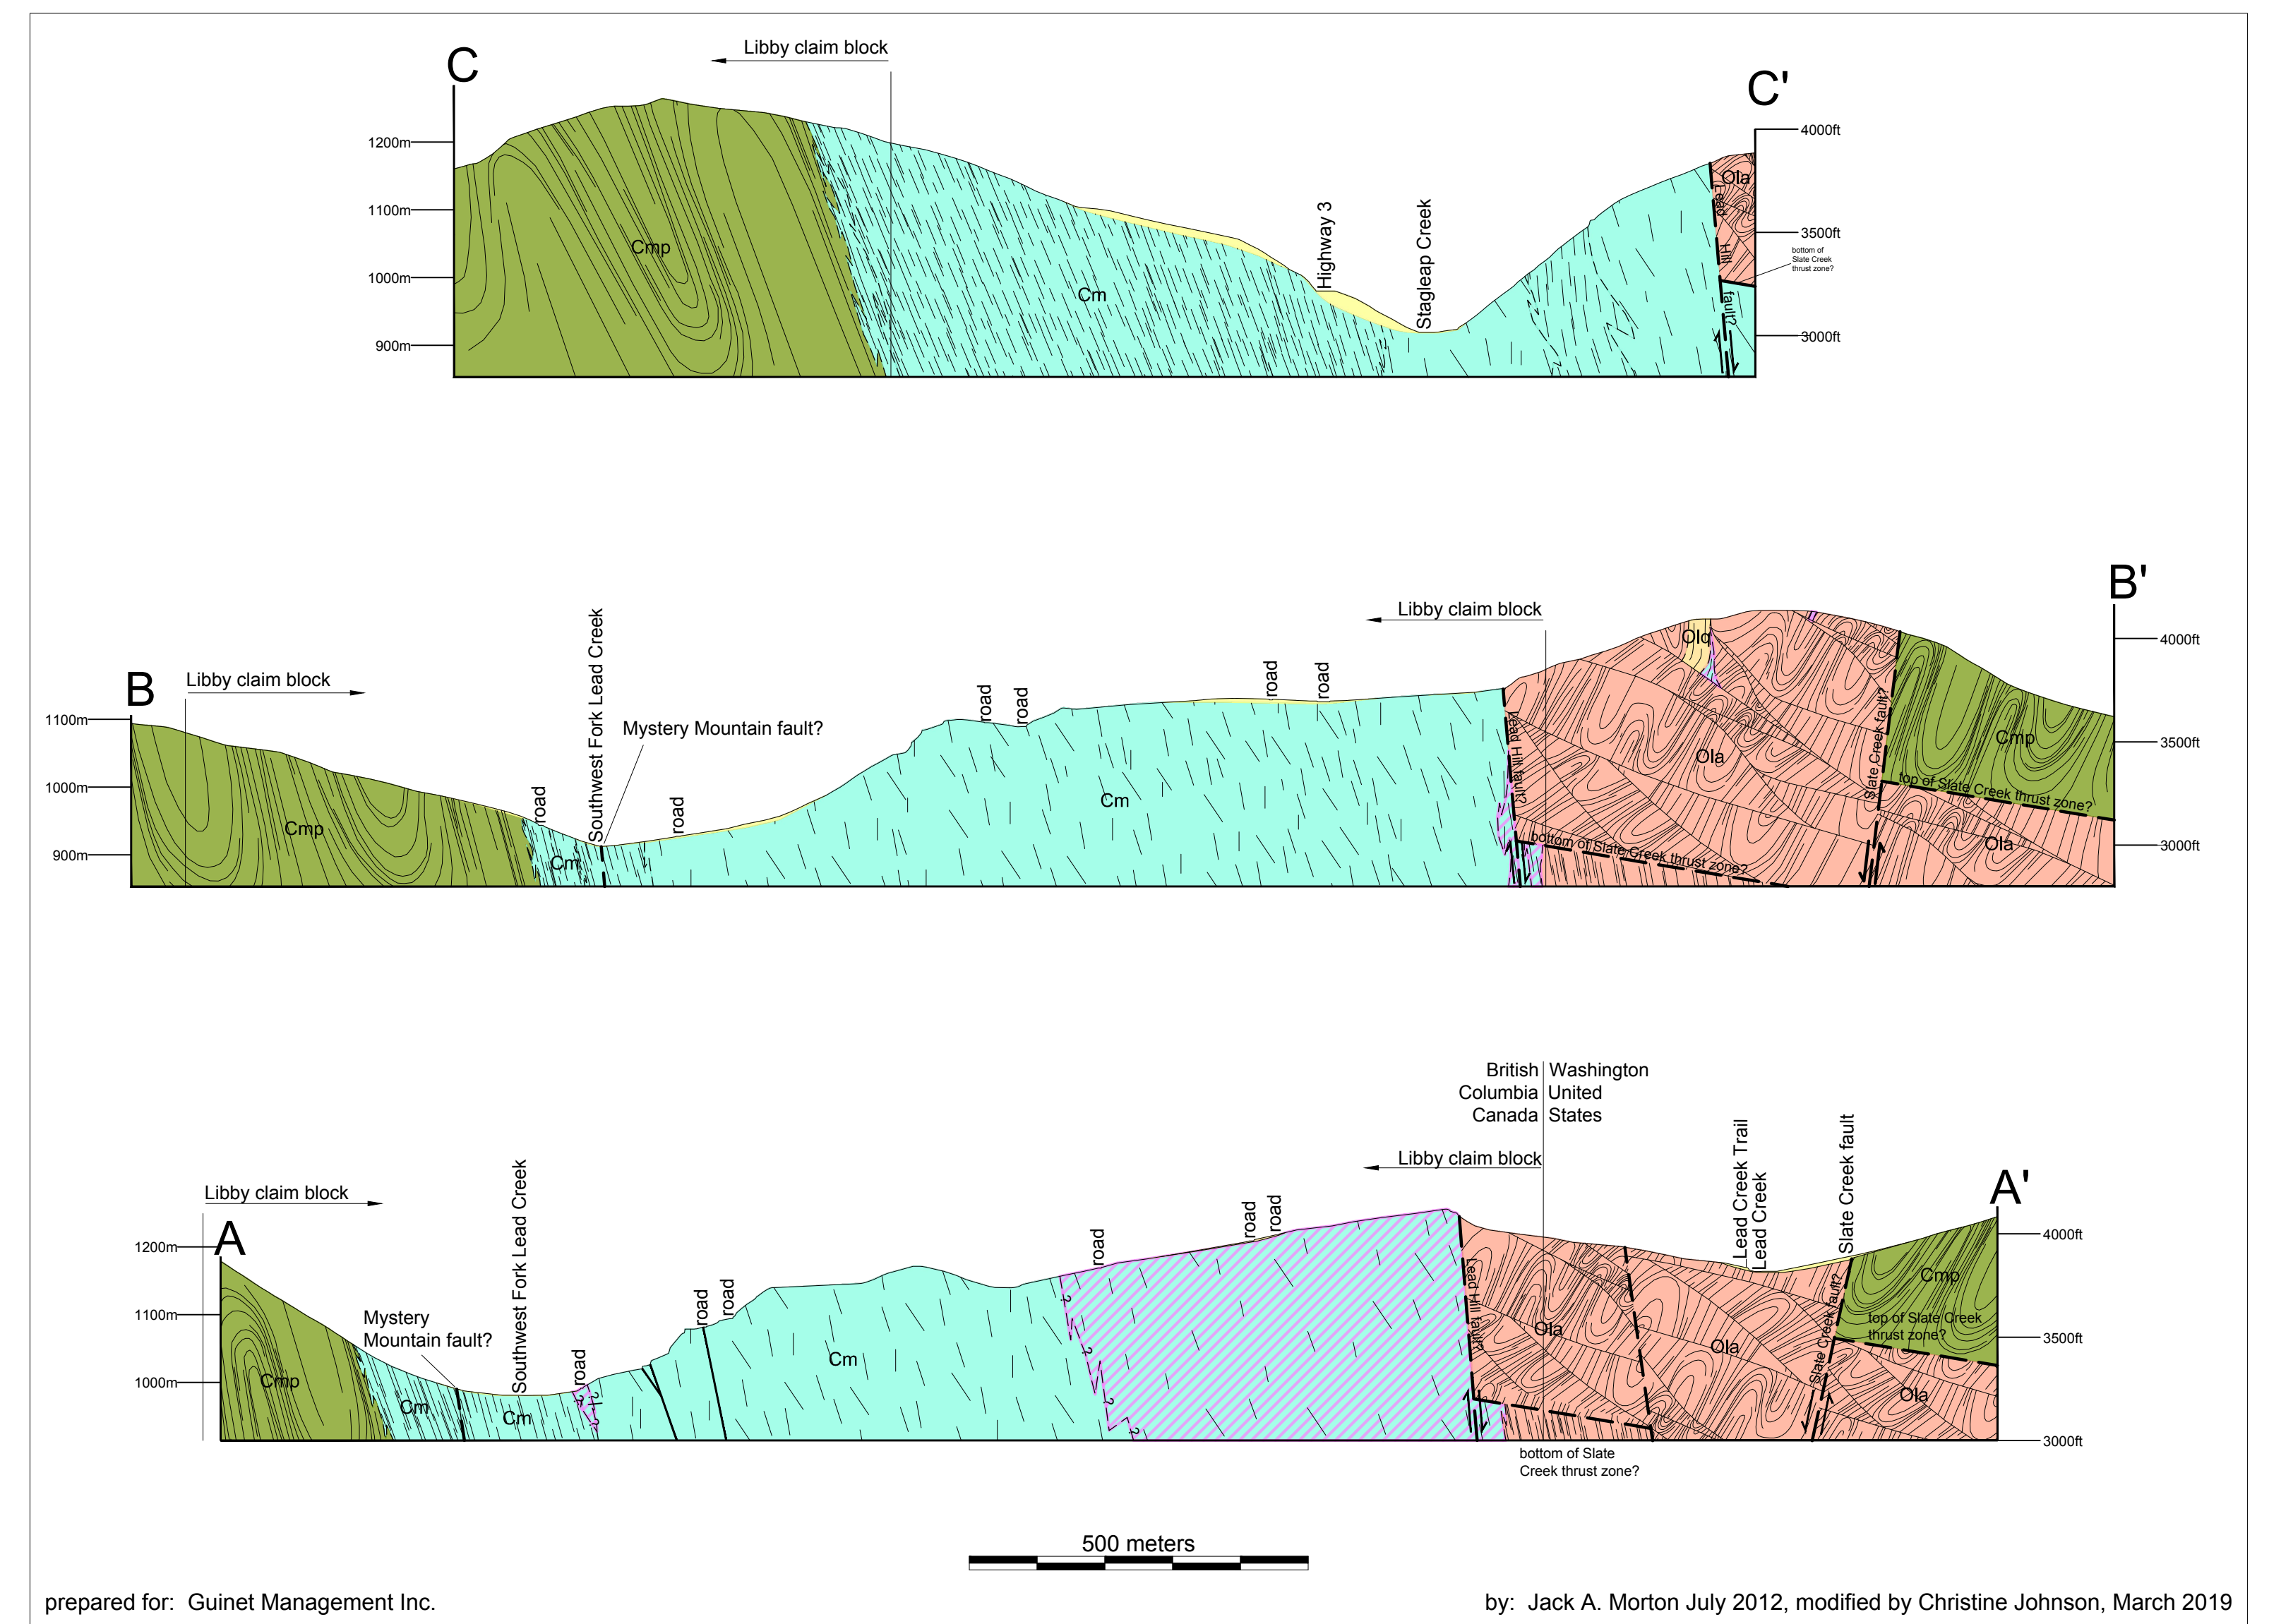 Libby claim block
C
C'
1200m
4000ft
Ola
Lead
1100m
Highway 3
Stagleap Creek
3500ft
Cmp
Hill
bottom of
Slate Creek
thrust zone?
1000m
Cm
fault?
900m
3000ft
B'
Libby claim block
Southwest Fork Lead Creek
Olq
4000ft
B
Libby claim block
road
road
road
road
1100m
Mystery Mountain fault?
Lead Hill fault?
Slate Creek fault?
Cmp
3500ft
Ola
1000m
road
road
Cm
top of Slate Creek thrust zone?
Cmp
900m
Cm
bottom of Slate Creek thrust zone?
Ola
3000ft
British
Columbia
Canada
Washington
United
States
Libby claim block
Lead Creek Trail
Lead Creek
Slate Creek fault
A'
Libby claim block
Southwest Fork Lead Creek
road
road
road
A
1200m
4000ft
Cmp
Lead Hill fault?
Slate Creek fault?
road
road
Mystery
Mountain fault?
1100m
?
top of Slate Creek
thrust zone?
3500ft
Ola
Ola
?
Cm
road
1000m
Cmp
Ola
Cm
Cm
?
?
?
?
?
3000ft
bottom of Slate
Creek thrust zone?
500 meters
prepared for: Guinet Management Inc.
by: Jack A. Morton July 2012, modified by Christine Johnson, March 2019